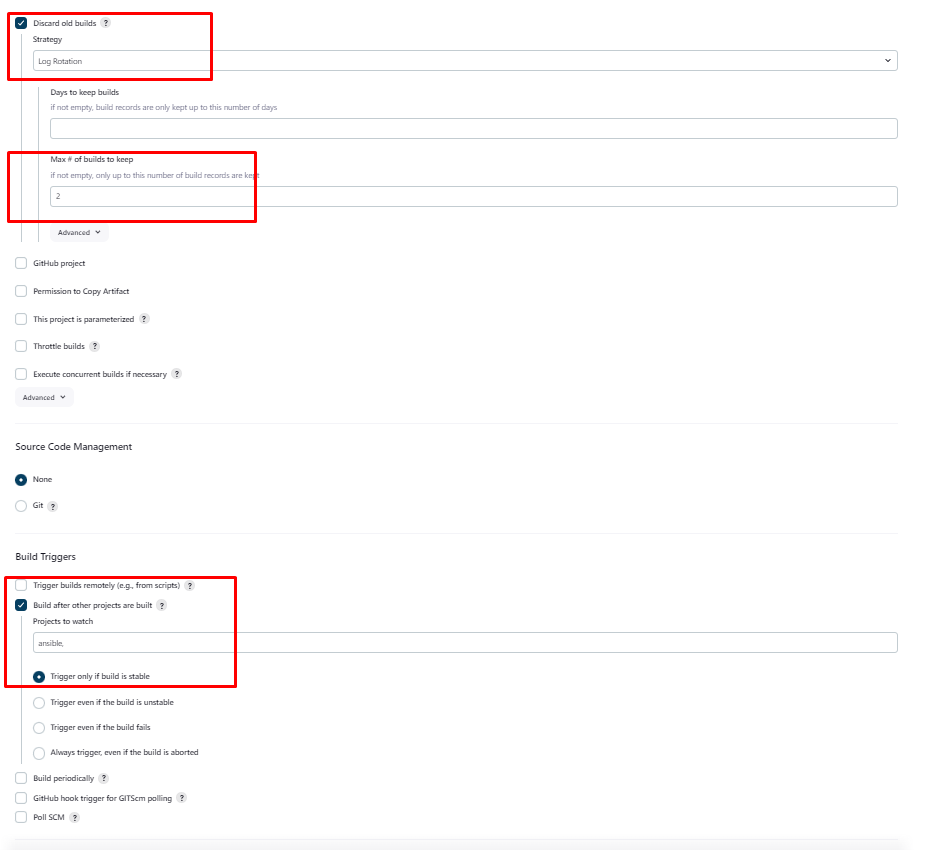 Discard old builds ?
Strategy
Log Rotation
Days to keep builds
if not empty, build records are only kept up to this number of days
Max # of builds to keep
if not empty, only up to this number of build records are kept
2
Advanced
GitHub project
Permission to Copy Artifact
This project is parameterized ?
Throttle builds ?
Execute concurrent builds if necessary ?
Advanced
Source Code Management
None
Git ?
Build Triggers
Trigger builds remotely (e.g., from scripts) ?
Build after other projects are built ?
Projects to watch
ansible,
Trigger only if build is stable
Trigger even if the build is unstable
Trigger even if the build fails
Always trigger, even if the build is aborted
Build periodically ?
GitHub hook trigger for GITScm polling ?
Poll SCM ?